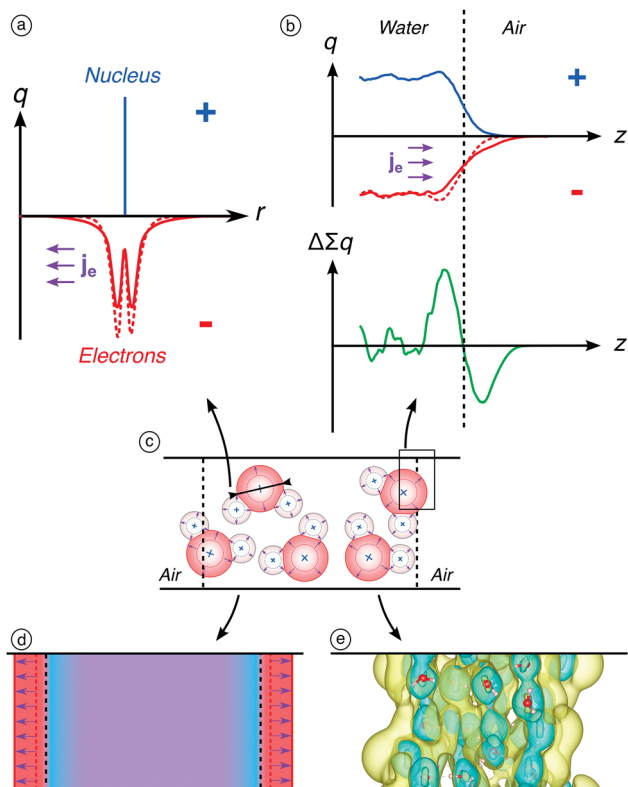 a
q
Nucleus
+
jₑ
r
-
Electrons
b
Water Air
q
+
z
jₑ
-
ΔΣq
z
c
Air
Air
d
e